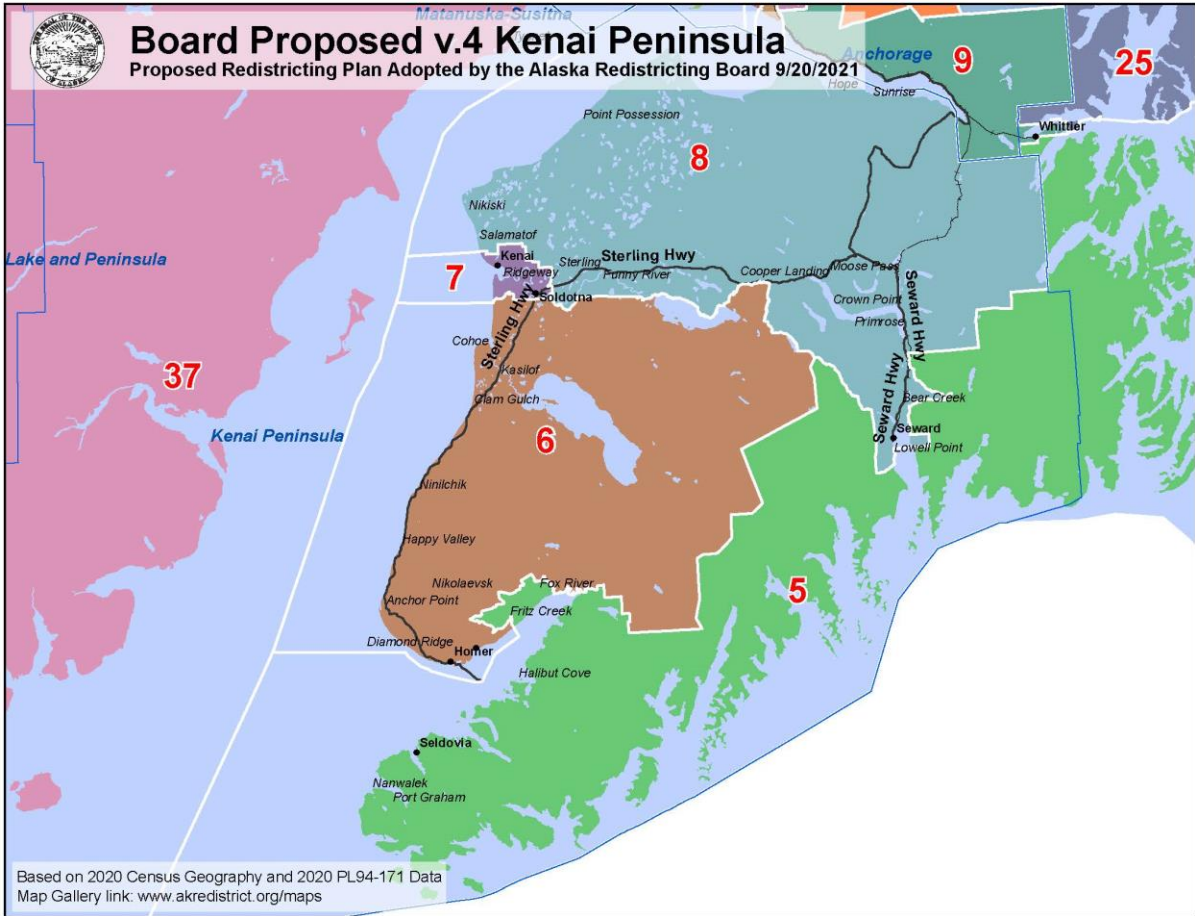 Matanuska-Susitna
Board Proposed v.4 Kenai Peninsula
Proposed Redistricting Plan Adopted by the Alaska Redistricting Board 9/20/2021
Anchorage
9
25
Hope
Sunrise
Point Possession
Whittier
8
Nikiski
Salamatof
Kenai
Lake and Peninsula
7
Ridgeway
Sterling
Sterling Hwy
Funny River
Cooper Landing
Moose Pass
Soldotna
Sterling Hwy
Seward Hwy
Crown Point
Primrose
Cohoe
37
Kasilof
Clam Gulch
Bear Creek
Seward Hwy
Kenai Peninsula
6
Seward
Lowell Point
Ninilchik
Happy Valley
Nikolaevsk
Fox River
5
Anchor Point
Fritz Creek
Diamond Ridge
Homer
Halibut Cove
Seldovia
Nanwalek
Port Graham
Based on 2020 Census Geography and 2020 PL94-171 Data
Map Gallery link: www.akredistrict.org/maps